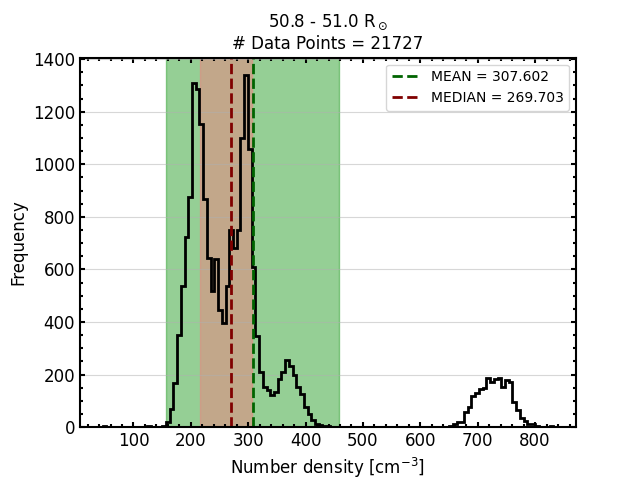 50.8 - 51.0 R⊙
# Data Points = 21727
MEAN = 307.602
MEDIAN = 269.703
Frequency
1400
1200
1000
800
600
400
200
0
100 200 300 400 500 600 700 800
Number density [cm⁻³]